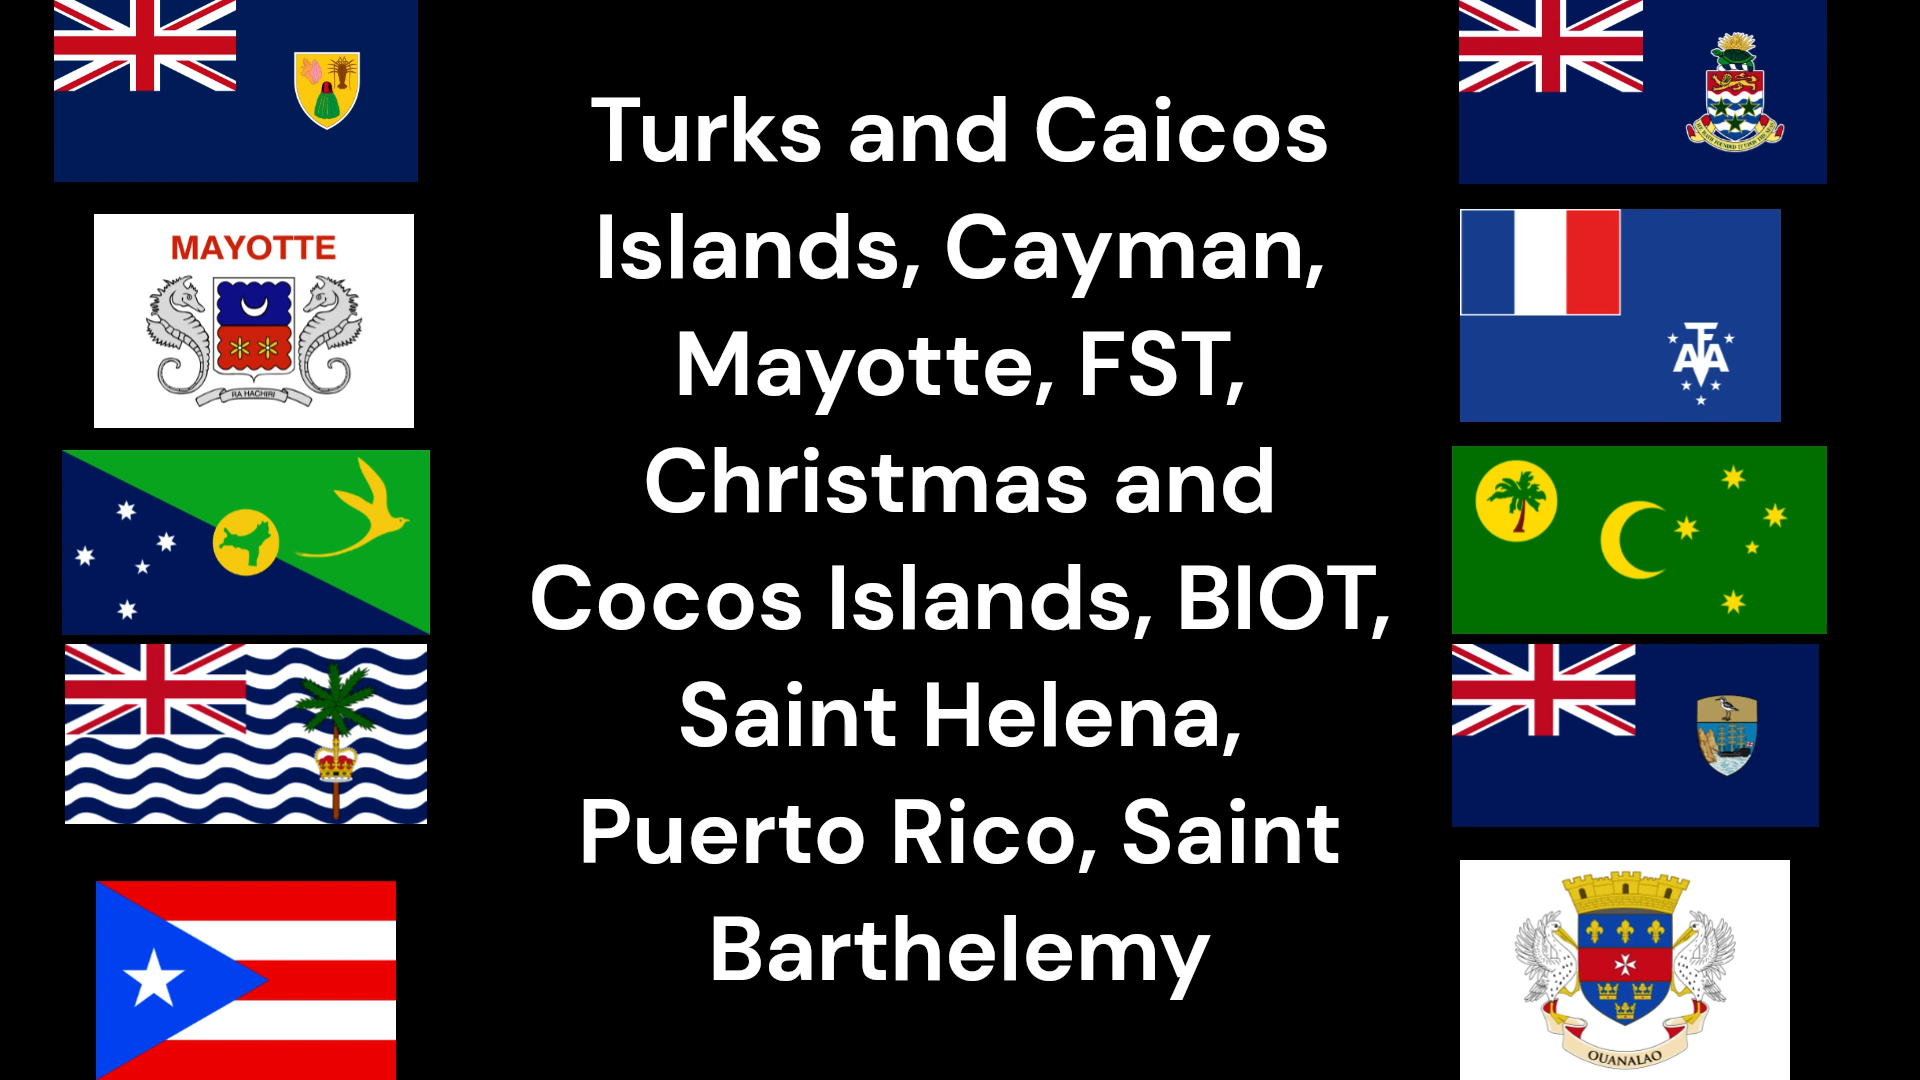 Turks and Caicos
Islands, Cayman,
Mayotte, FST,
Christmas and
Cocos Islands, BIOT,
Saint Helena,
Puerto Rico, Saint
Barthelemy
MAYOTTE
RA HACHIRI
TAAF
OUANALAO